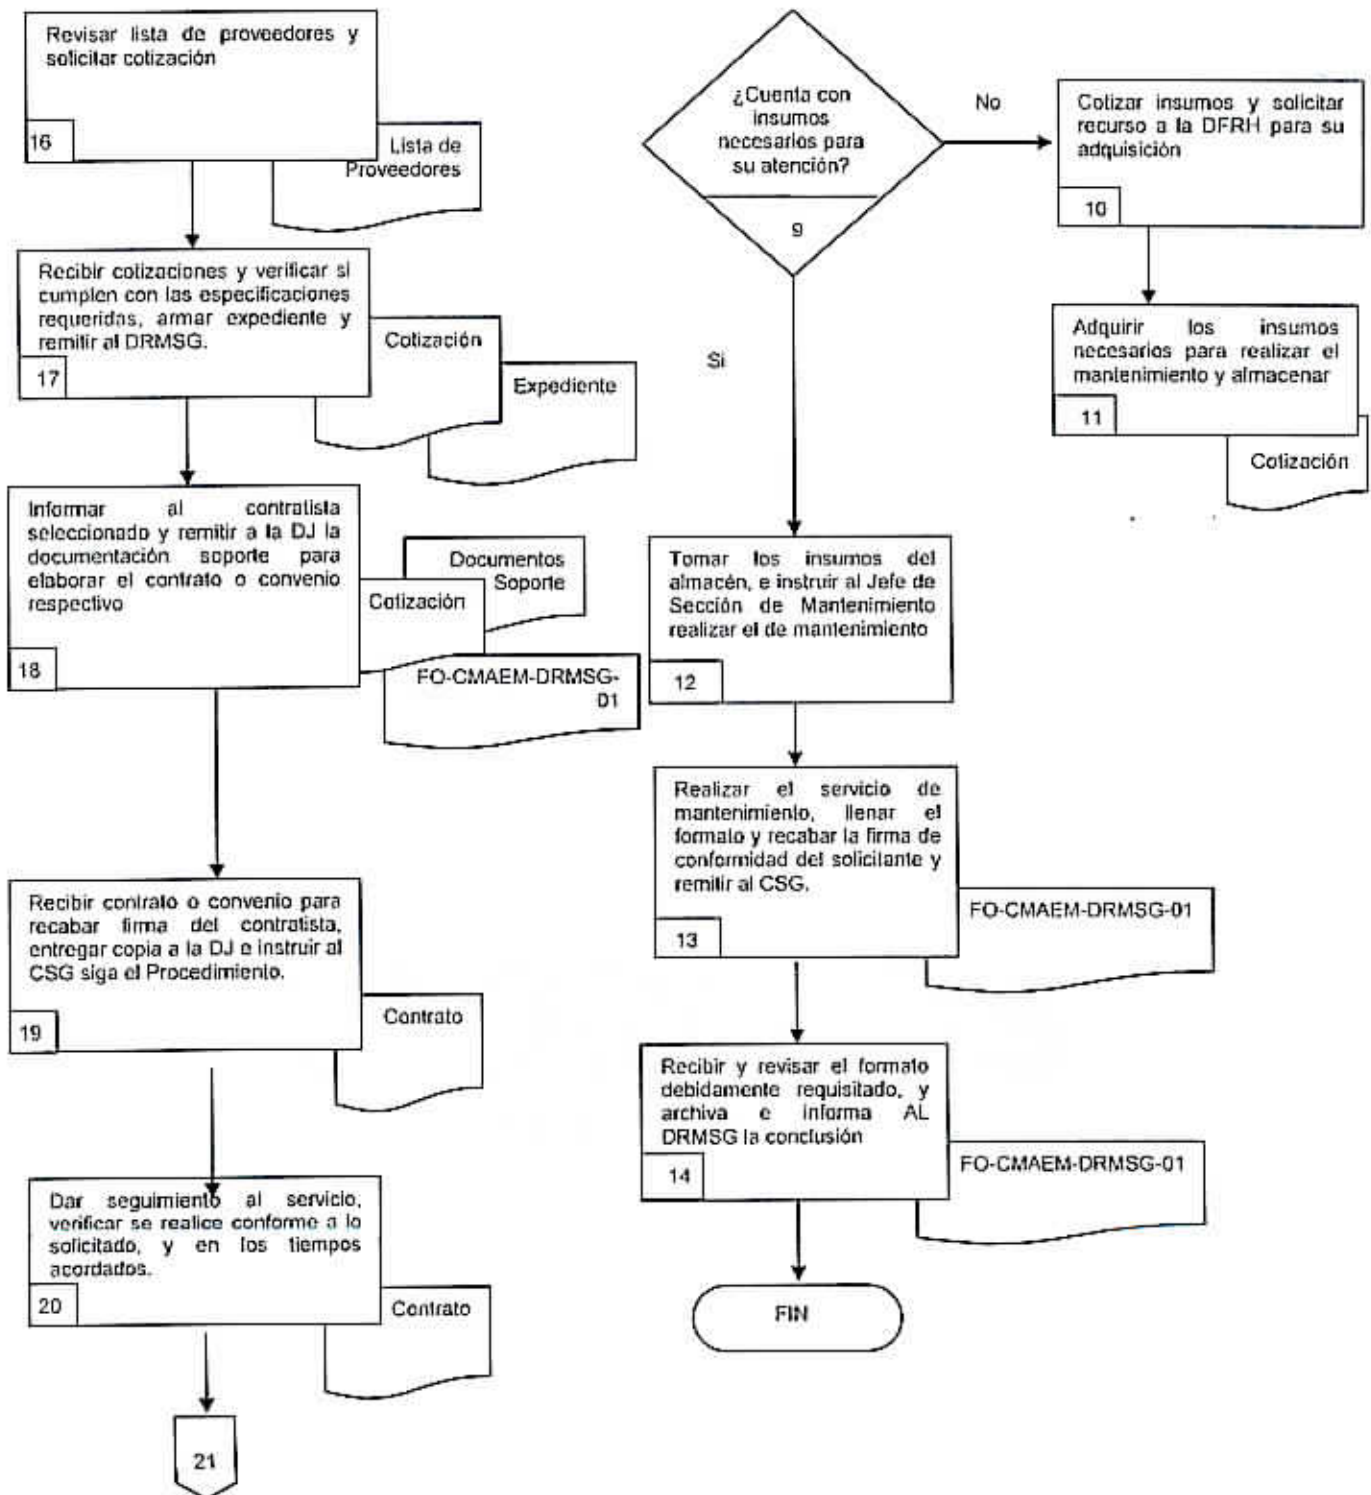 Revisar lista de proveedores y
solicitar cotización
16
Lista de
Proveedores
Recibir cotizaciones y verificar si
cumplen con las especificaciones
requeridas, armar expediente y
remitir al DRMSG.
17
Cotización
Expediente
Informar al contratista
seleccionado y remitir a la DJ la
documentación soporte para
elaborar el contrato o convenio
respectivo
18
Documentos
Soporte
Cotización
FO-CMAEM-DRMSG-
01
Recibir contrato o convenio para
recabar firma del contratista,
entregar copia a la DJ e instruir al
CSG siga el Procedimiento.
19
Contrato
Dar seguimiento al servicio,
verificar se realice conforme a lo
solicitado, y en los tiempos
acordados.
20
Contrato
21
¿Cuenta con
insumos
necesarios para
su atención?
9
No
Si
Cotizar insumos y solicitar
recurso a la DFRH para su
adquisición
10
Adquirir los insumos
necesarios para realizar el
mantenimiento y almacenar
11
Cotización
Tomar los insumos del
almacén, e instruir al Jefe de
Sección de Mantenimiento
realizar el de mantenimiento
12
Realizar el servicio de
mantenimiento, llenar el
formato y recabar la firma de
conformidad del solicitante y
remitir al CSG.
13
FO-CMAEM-DRMSG-01
Recibir y revisar el formato
debidamente requisitado, y
archiva e informa AL
DRMSG la conclusión
14
FO-CMAEM-DRMSG-01
FIN